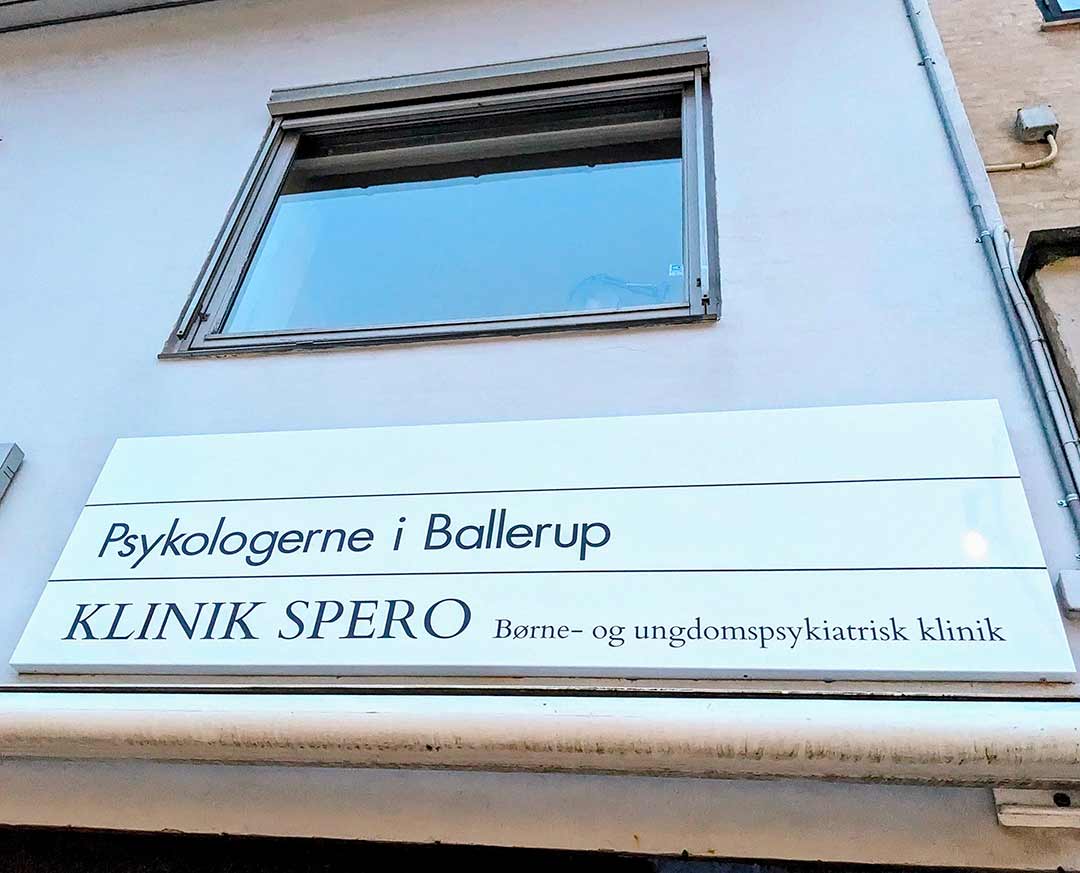 Psykologerne i Ballerup
KLINIK SPERO Børne- og ungdomspsykiatrisk klinik